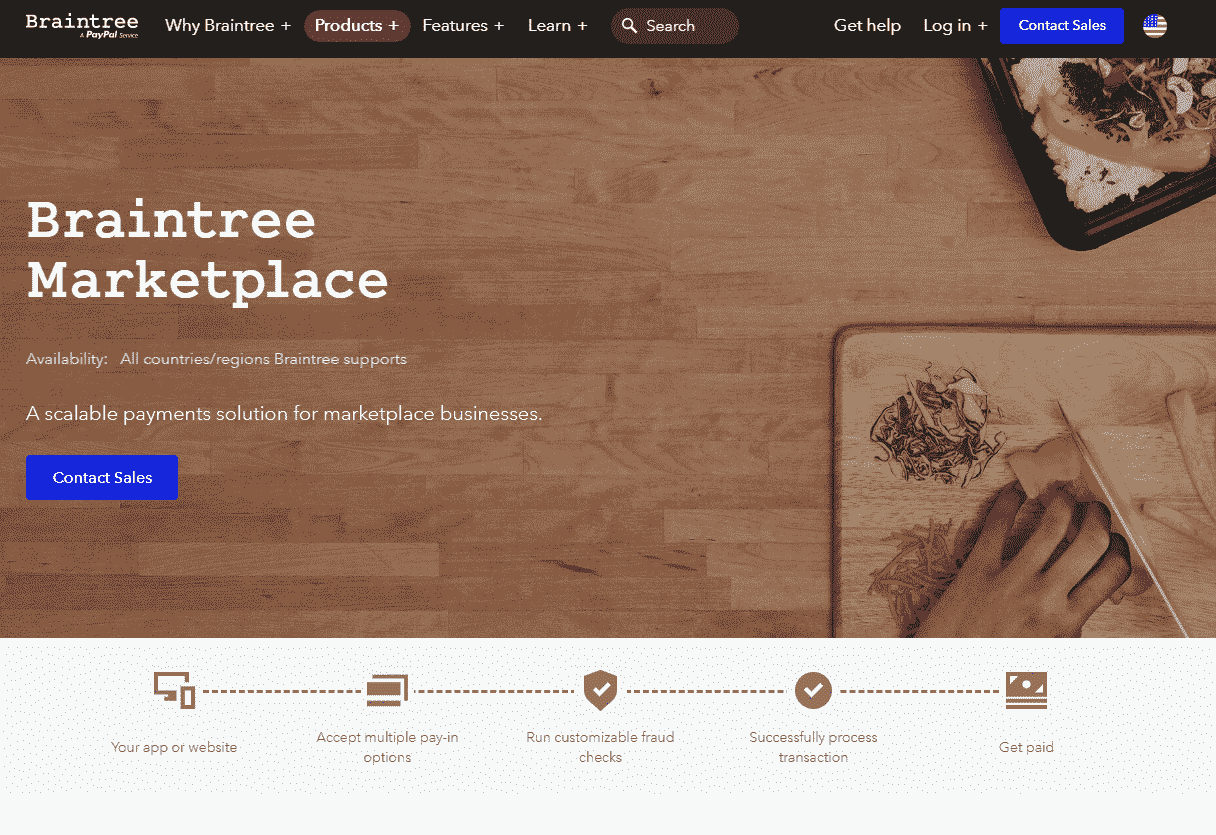 Braintree
A PayPal Service
Why Braintree +
Products +
Features +
Learn +
Search
Get help
Log in +
Contact Sales
Braintree
Marketplace
Availability: All countries/regions Braintree supports
A scalable payments solution for marketplace businesses.
Contact Sales
Your app or website
Accept multiple pay-in
options
Run customizable fraud
checks
Successfully process
transaction
Get paid